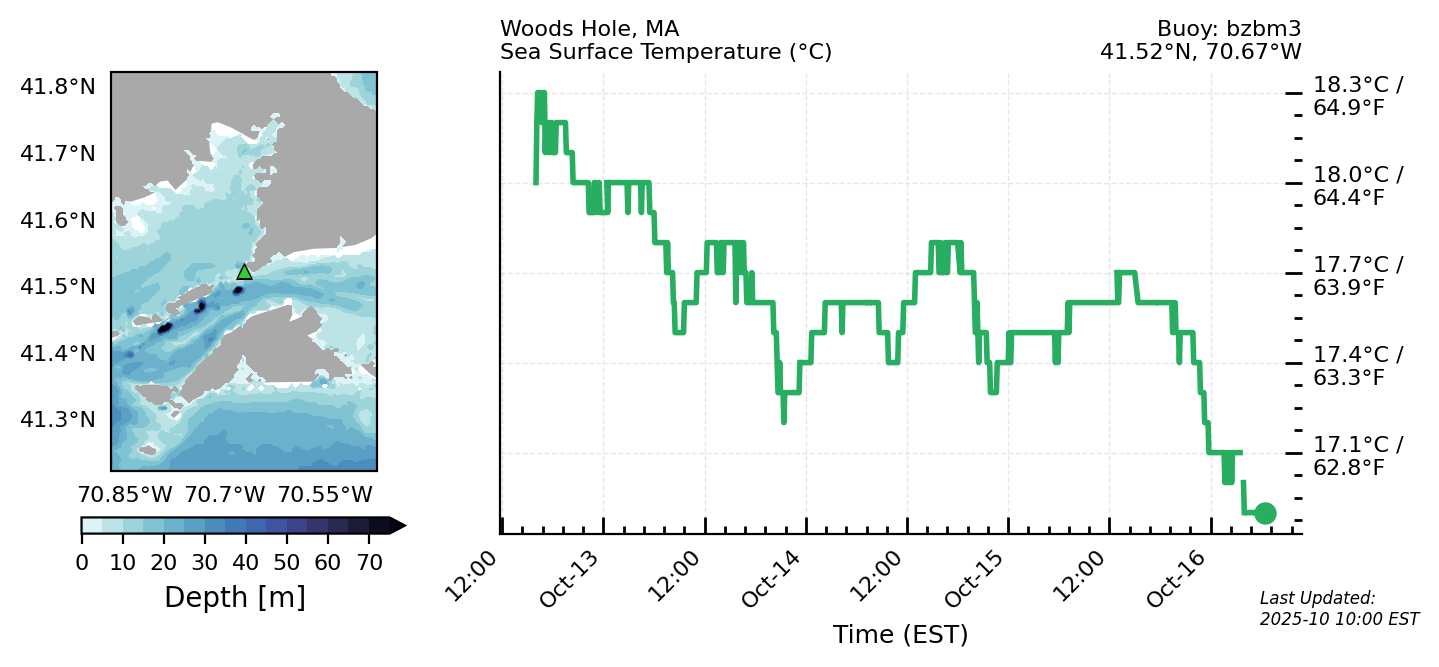 Woods Hole, MA
Sea Surface Temperature (°C)
Buoy: bzbm3
41.52°N, 70.67°W
41.8°N
41.7°N
41.6°N
41.5°N
41.4°N
41.3°N
70.85°W 70.7°W 70.55°W
0 10 20 30 40 50 60 70
Depth [m]
18.3°C /
64.9°F
18.0°C /
64.4°F
17.7°C /
63.9°F
17.4°C /
63.3°F
17.1°C /
62.8°F
12:00 Oct-13 12:00 Oct-14 12:00 Oct-15 12:00 Oct-16
Time (EST)
Last Updated:
2025-10 10:00 EST